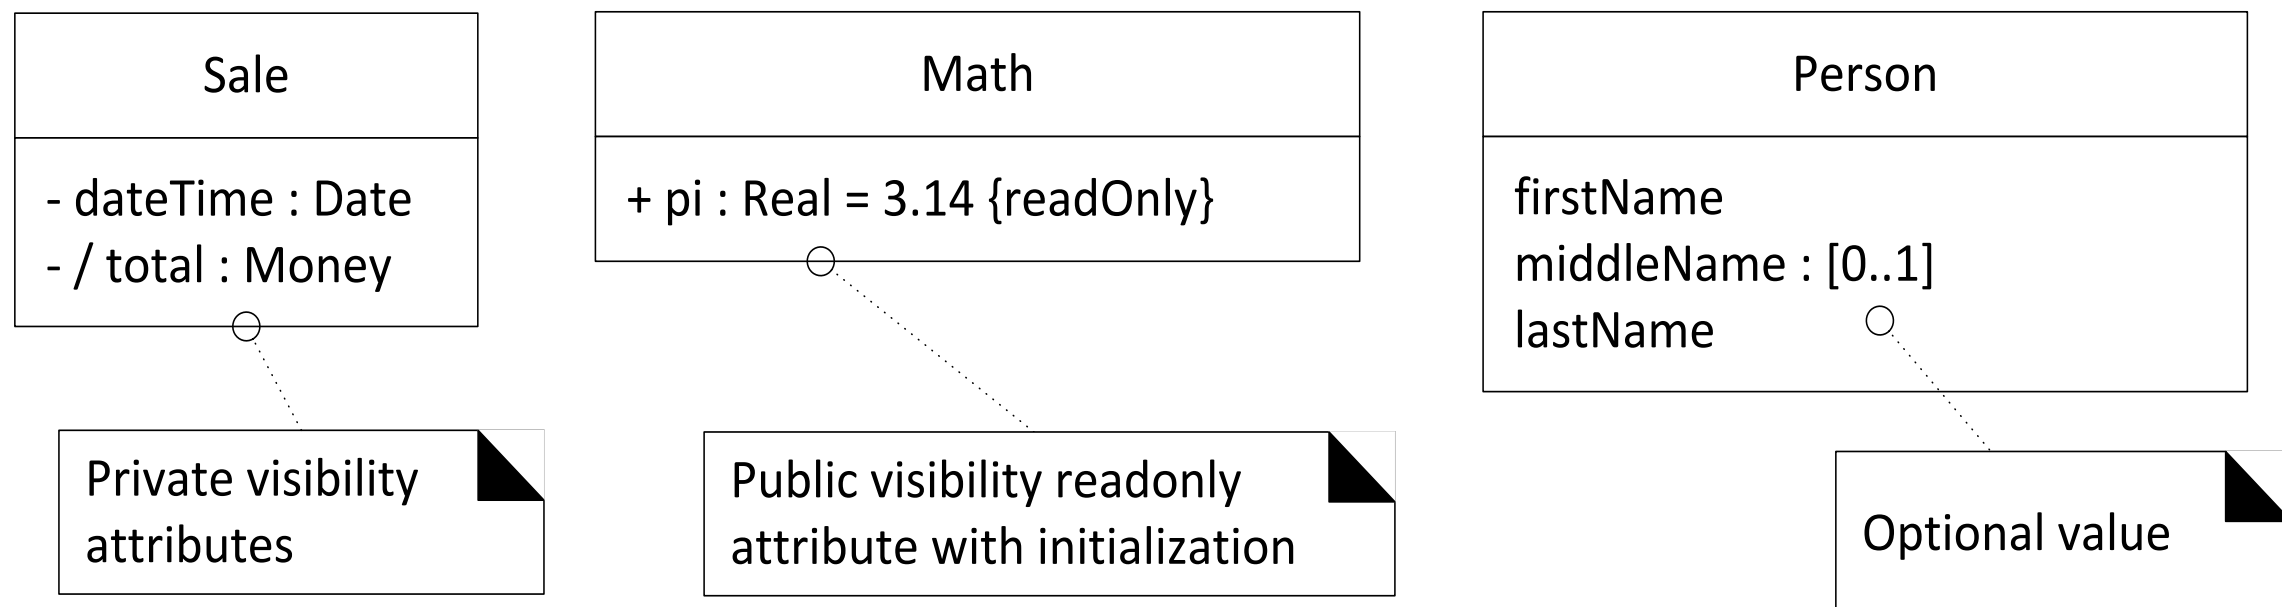 Sale
- dateTime : Date
- / total : Money
Private visibility
attributes
Math
+ pi : Real = 3.14 {readOnly}
Public visibility readonly
attribute with initialization
Person
firstName
middleName : [0..1]
lastName
Optional value